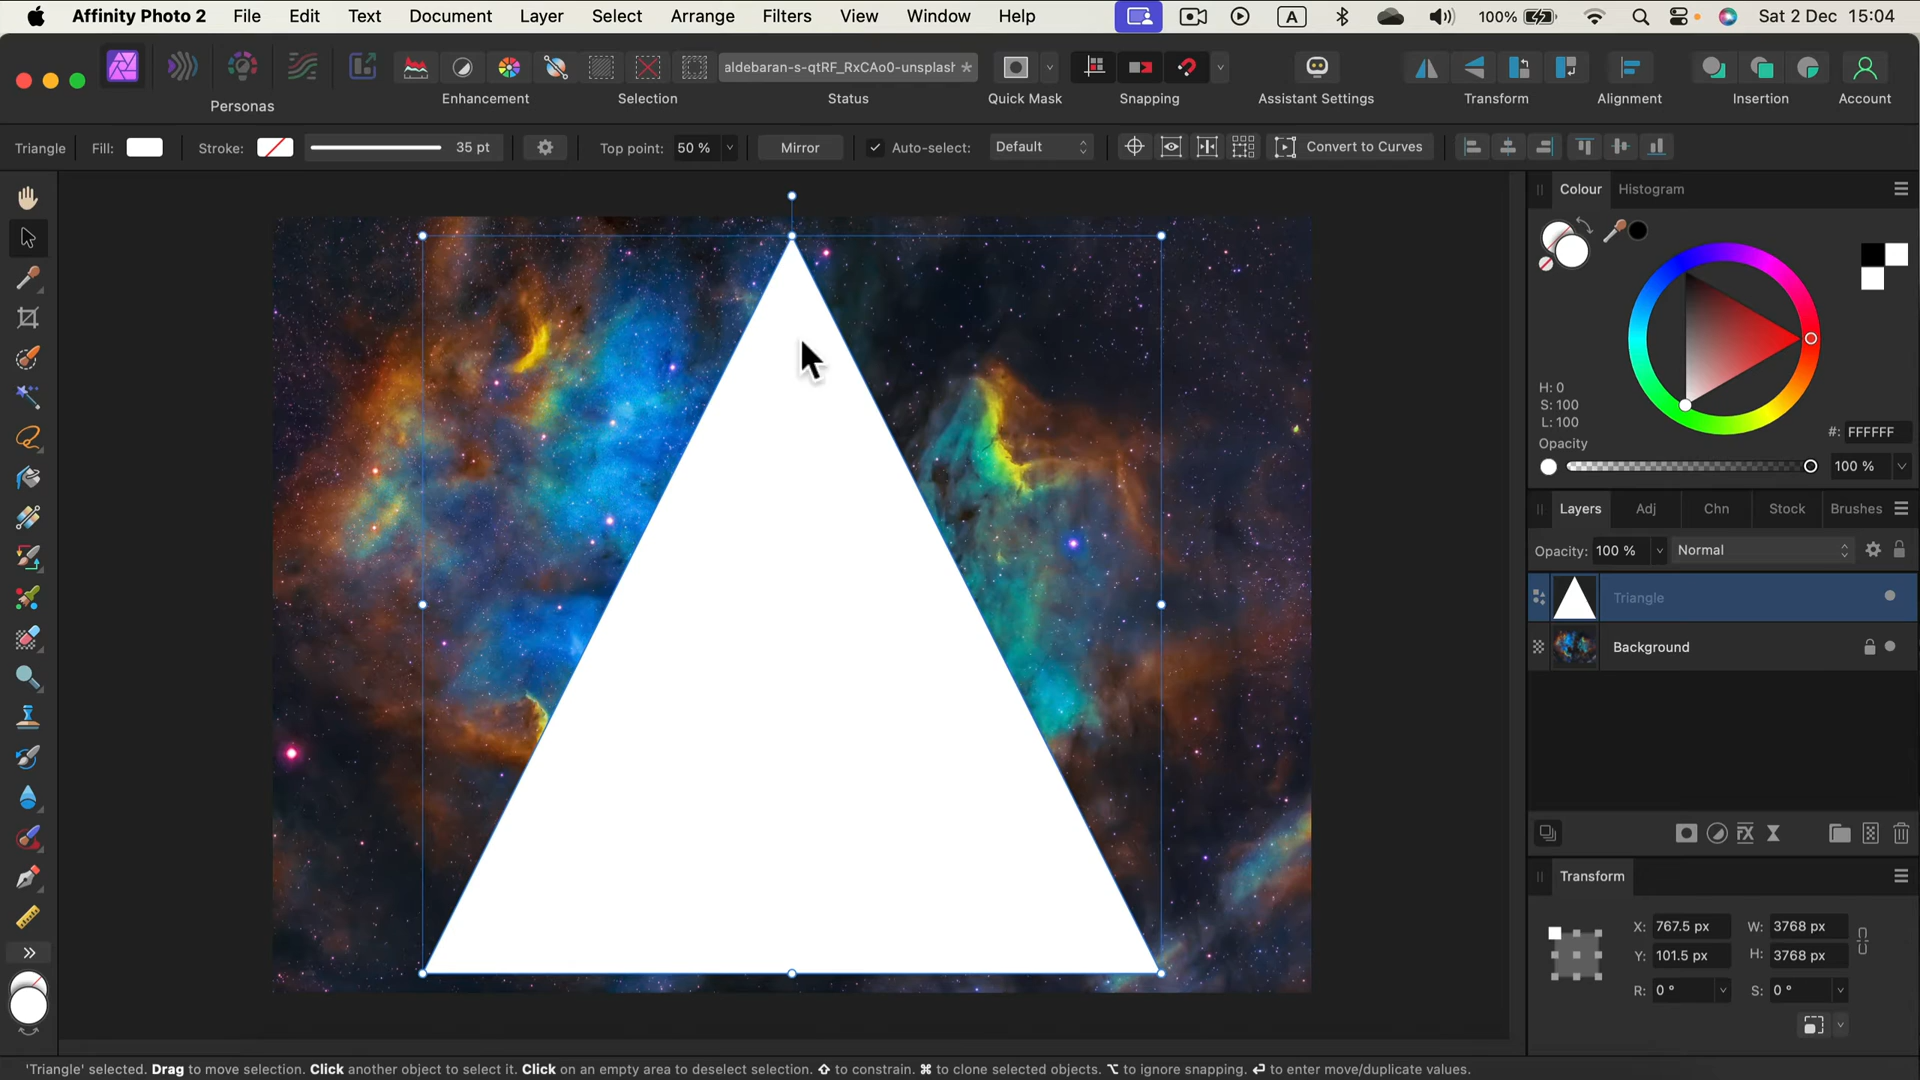 Affinity Photo 2 File Edit Text Document Layer Select Arrange Filters View Window Help A 100% Sat 2 Dec 15:04
aldebaran-s-qtRF_RxCAo0-unsplash *
Personas Enhancement Selection Status Quick Mask Snapping Assistant Settings Transform Alignment Insertion Account
Triangle Fill: Stroke: 35 pt Top point: 50 % Mirror Auto-select: Default Convert to Curves
Colour Histogram
H: 0
S: 100
L: 100
#: FFFFFF
Opacity
100 %
Layers Adj Chn Stock Brushes
Opacity: 100 % Normal
Triangle
Background
Transform
X: 767.5 px W: 3768 px
Y: 101.5 px H: 3768 px
R: 0 ° S: 0 °
'Triangle' selected. Drag to move selection. Click another object to select it. Click on an empty area to deselect selection. ⇧ to constrain. ⌘ to clone selected objects. ⌥ to ignore snapping. ↵ to enter move/duplicate values.